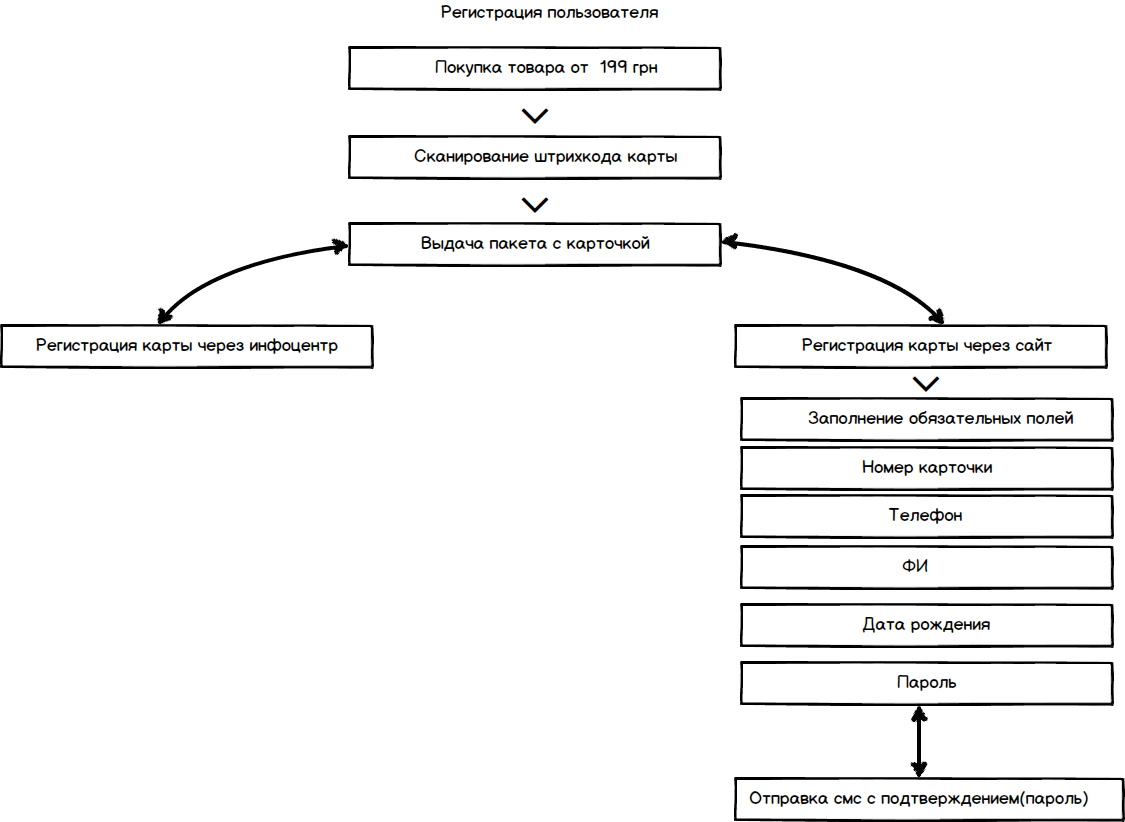 Регистрация пользователя
Покупка товара от 199 грн
Сканирование штрихкода карты
Выдача пакета с карточкой
Регистрация карты через инфоцентр
Регистрация карты через сайт
Заполнение обязательных полей
Номер карточки
Телефон
ФИ
Дата рождения
Пароль
Отправка смс с подтверждением(пароль)